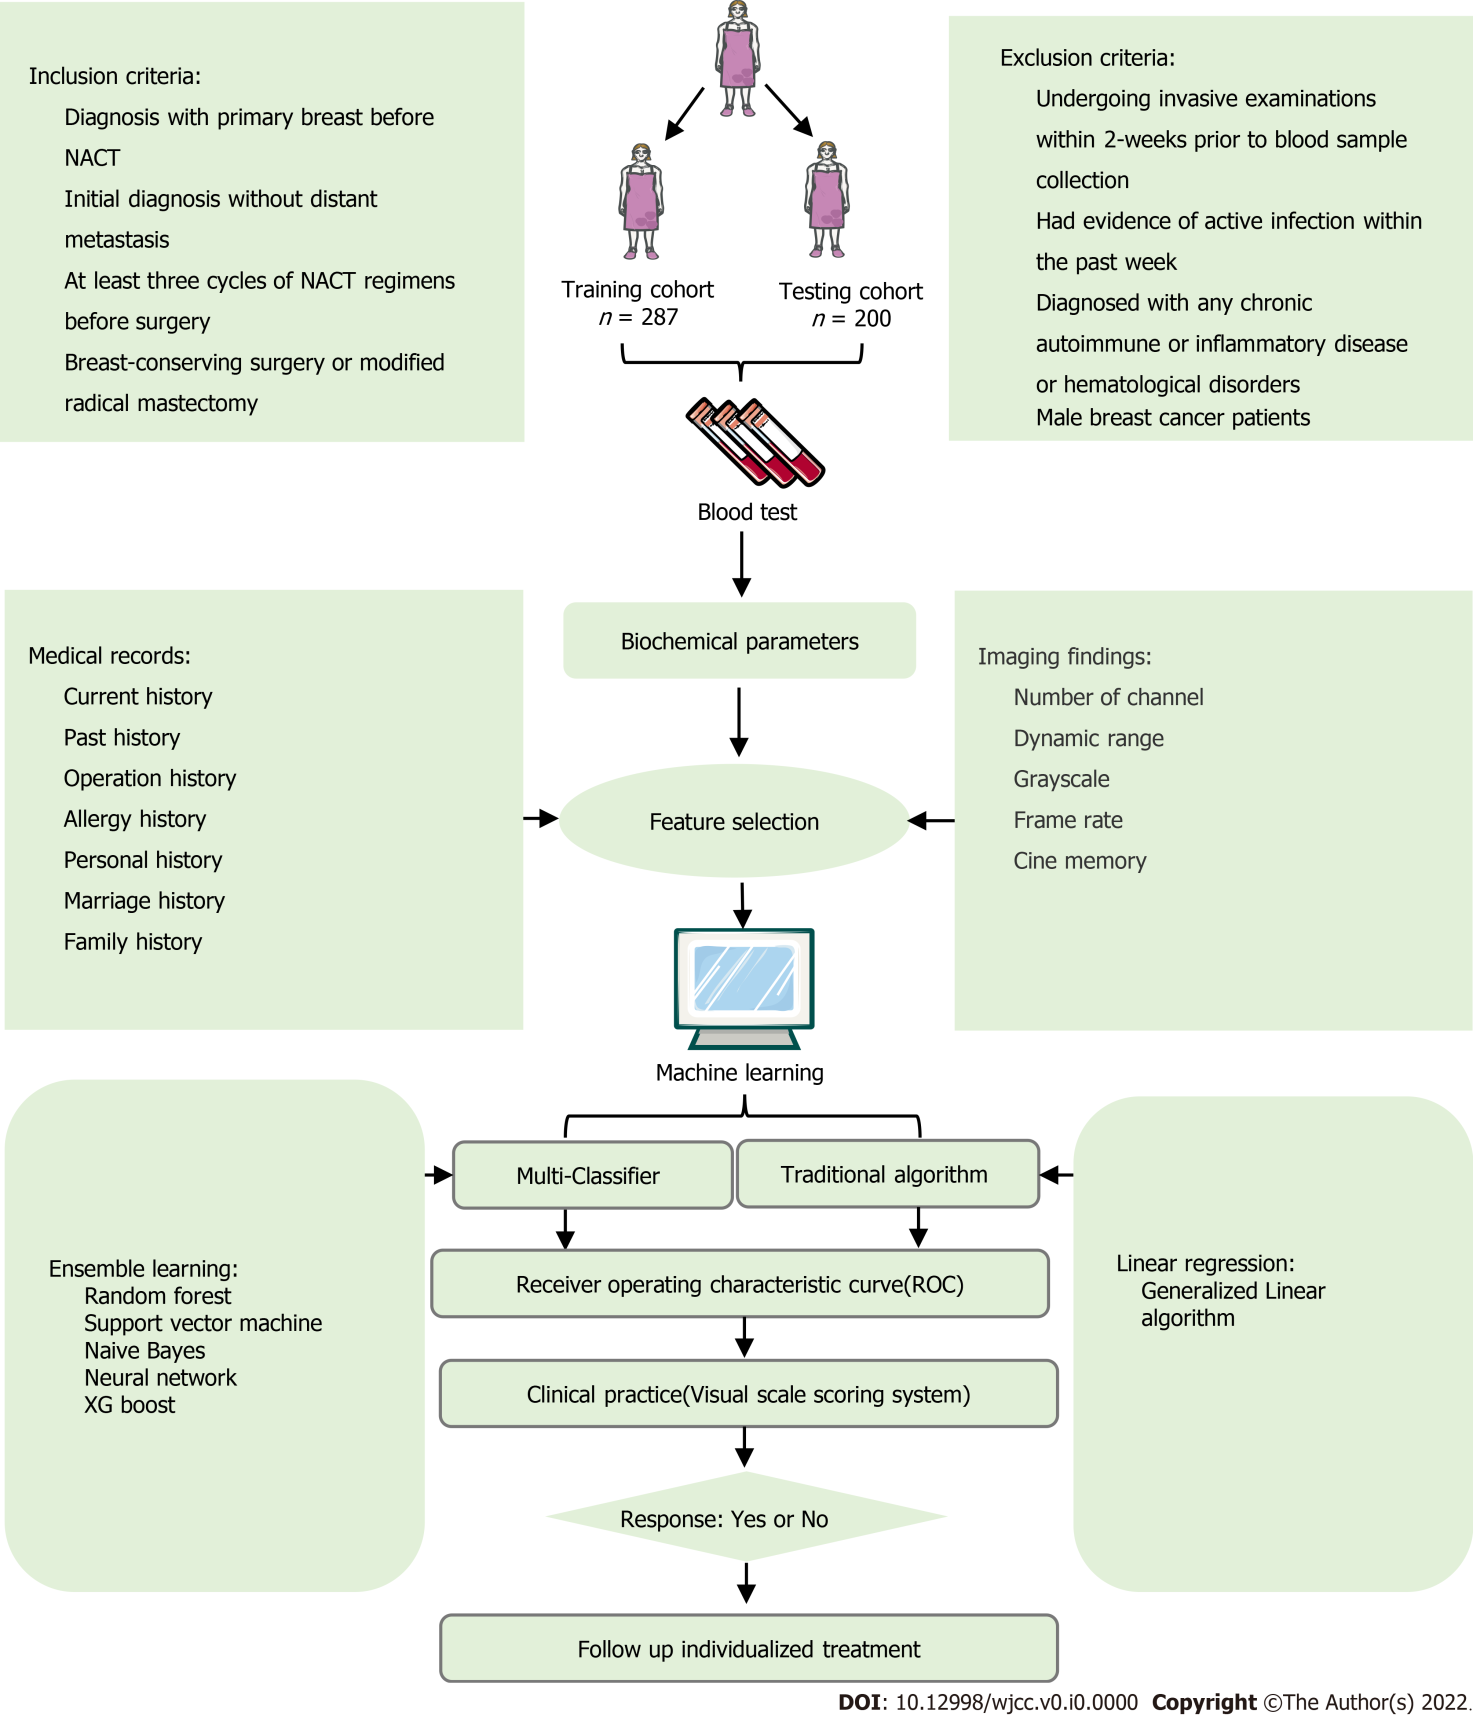 Inclusion criteria:
Diagnosis with primary breast before
NACT
Initial diagnosis without distant
metastasis
At least three cycles of NACT regimens
before surgery
Breast-conserving surgery or modified
radical mastectomy
Exclusion criteria:
Undergoing invasive examinations
within 2-weeks prior to blood sample
collection
Had evidence of active infection within
the past week
Diagnosed with any chronic
autoimmune or inflammatory disease
or hematological disorders
Male breast cancer patients
Training cohort
n = 287
Testing cohort
n = 200
Blood test
Biochemical parameters
Medical records:
Current history
Past history
Operation history
Allergy history
Personal history
Marriage history
Family history
Feature selection
Imaging findings:
Number of channel
Dynamic range
Grayscale
Frame rate
Cine memory
Machine learning
Multi-Classifier
Traditional algorithm
Ensemble learning:
Random forest
Support vector machine
Naive Bayes
Neural network
XG boost
Linear regression:
Generalized Linear
algorithm
Receiver operating characteristic curve(ROC)
Clinical practice(Visual scale scoring system)
Response: Yes or No
Follow up individualized treatment
DOI: 10.12998/wjcc.v0.i0.0000 Copyright ©The Author(s) 2022.